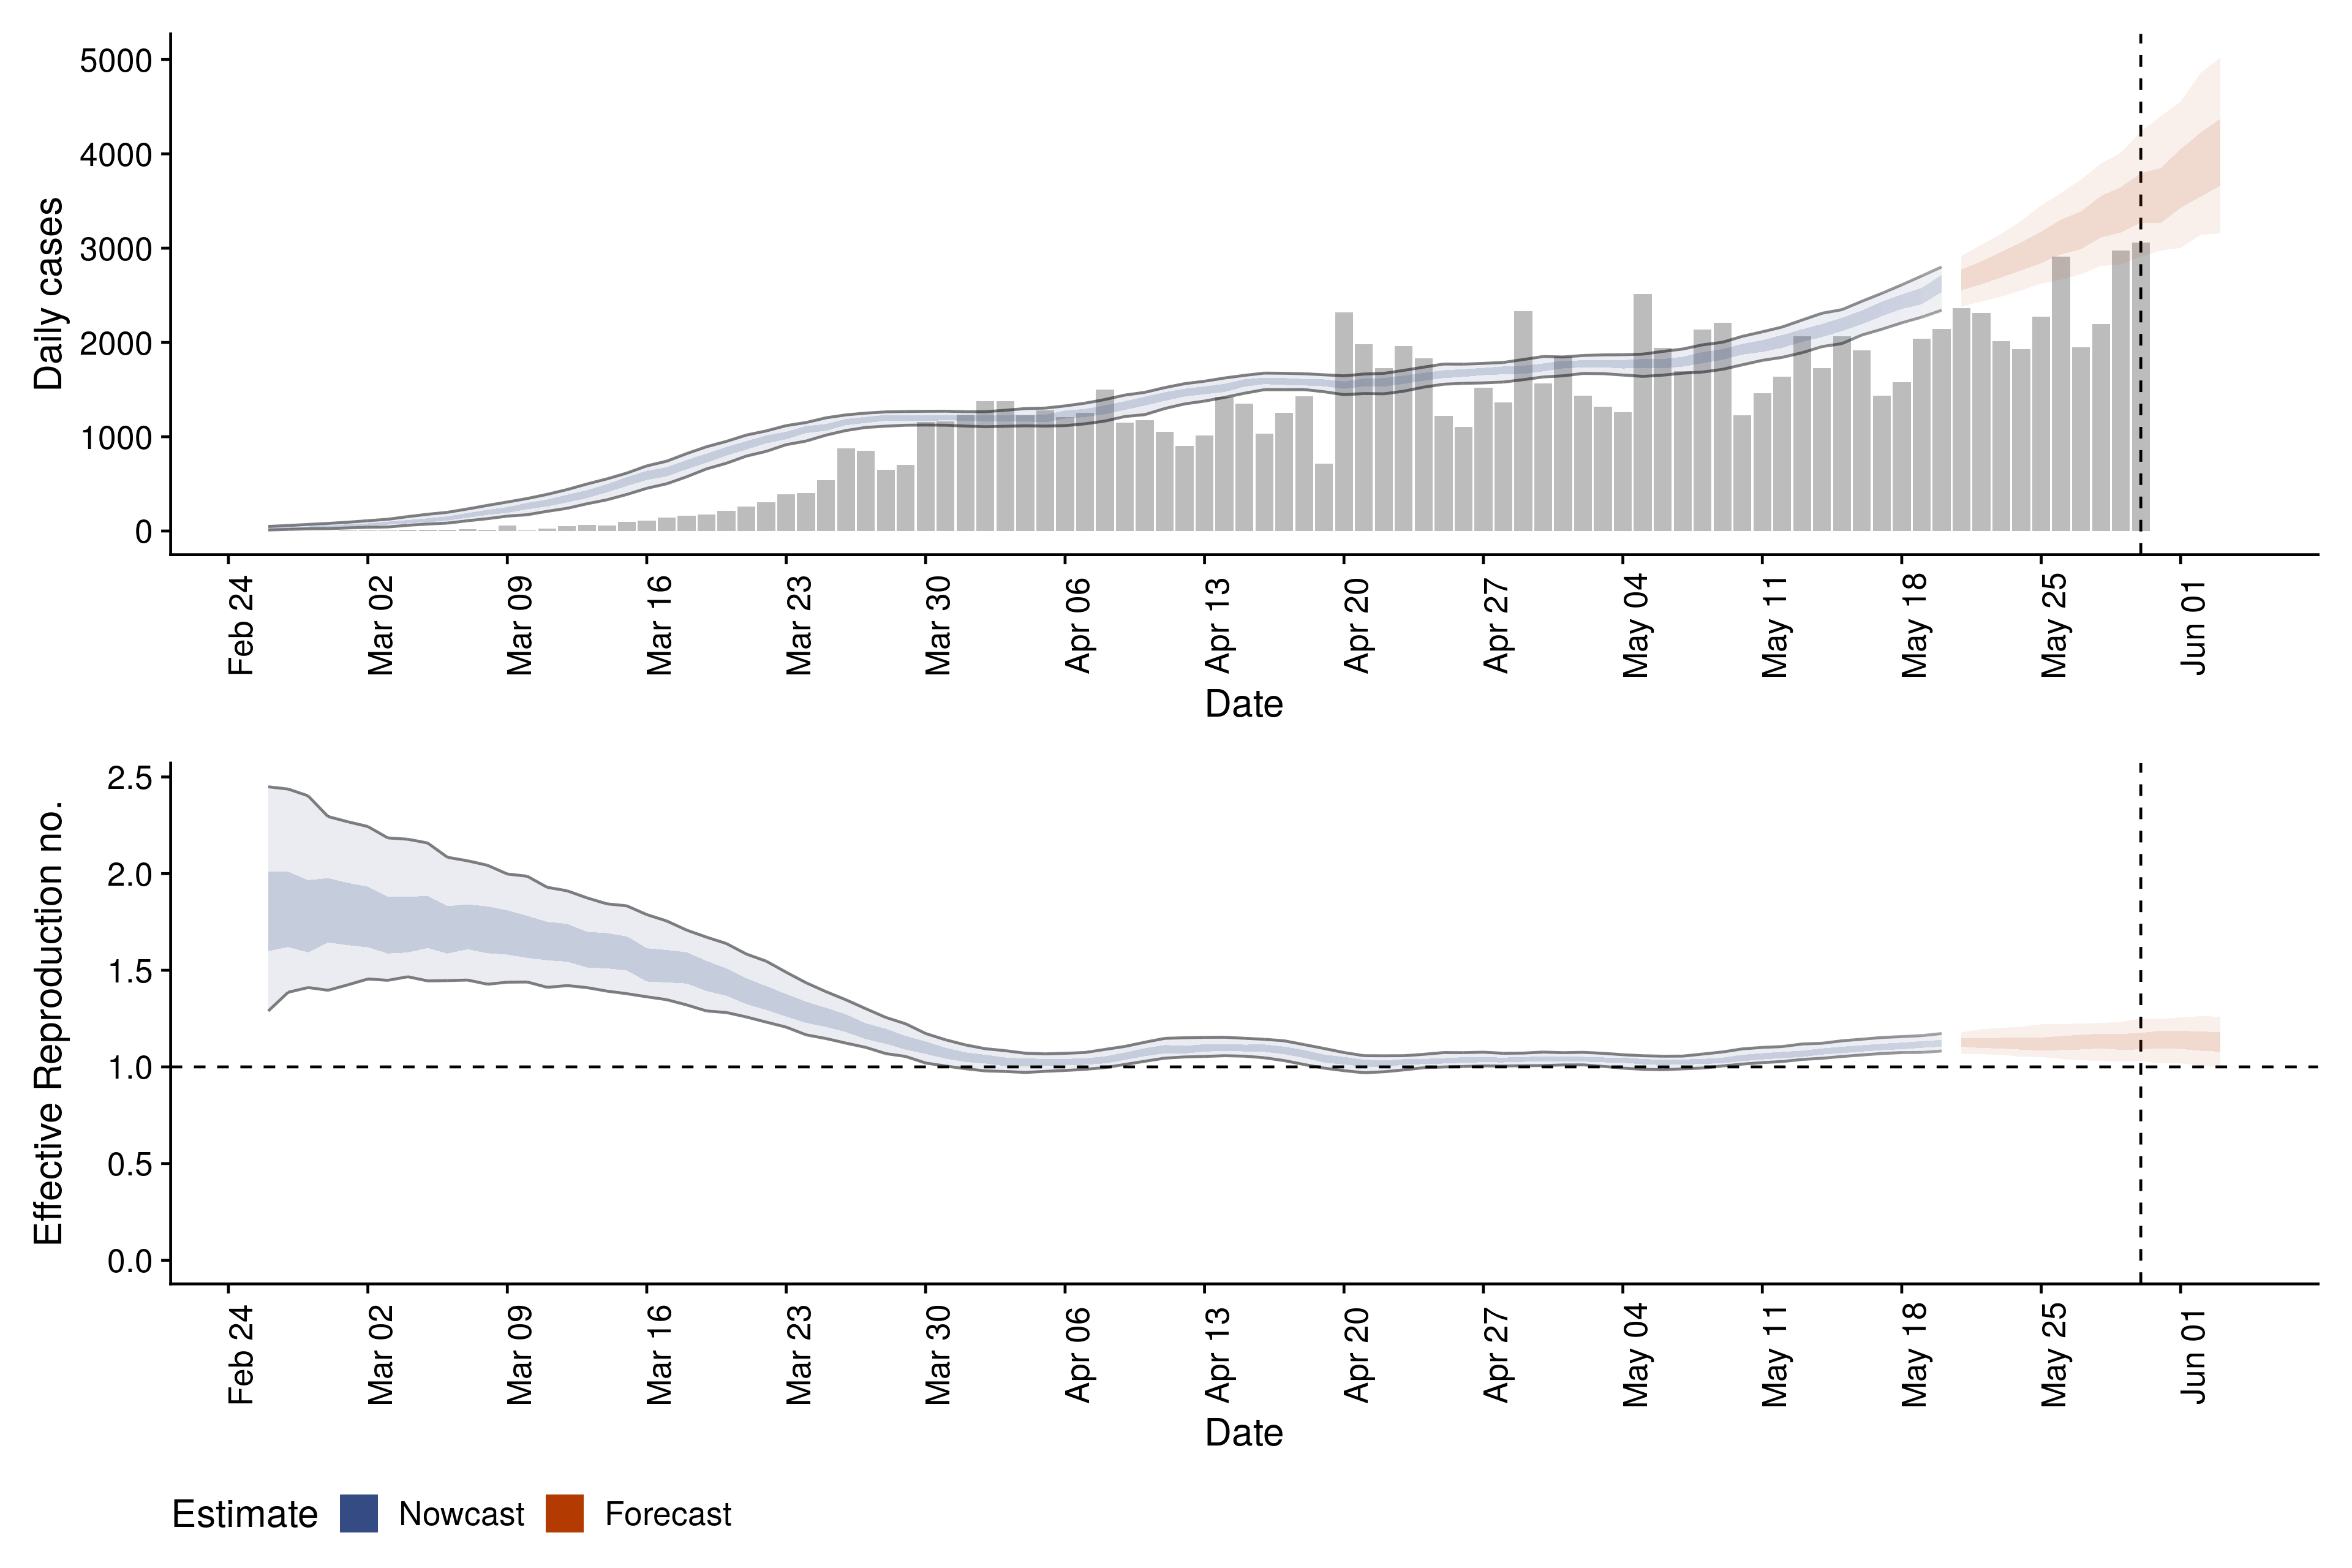 5000
4000
3000
2000
1000
0
Daily cases
Feb 24
Mar 02
Mar 09
Mar 16
Mar 23
Mar 30
Apr 06
Apr 13
Apr 20
Apr 27
May 04
May 11
May 18
May 25
Jun 01
Date
2.5
2.0
1.5
1.0
0.5
0.0
Effective Reproduction no.
Feb 24
Mar 02
Mar 09
Mar 16
Mar 23
Mar 30
Apr 06
Apr 13
Apr 20
Apr 27
May 04
May 11
May 18
May 25
Jun 01
Date
Estimate Nowcast Forecast